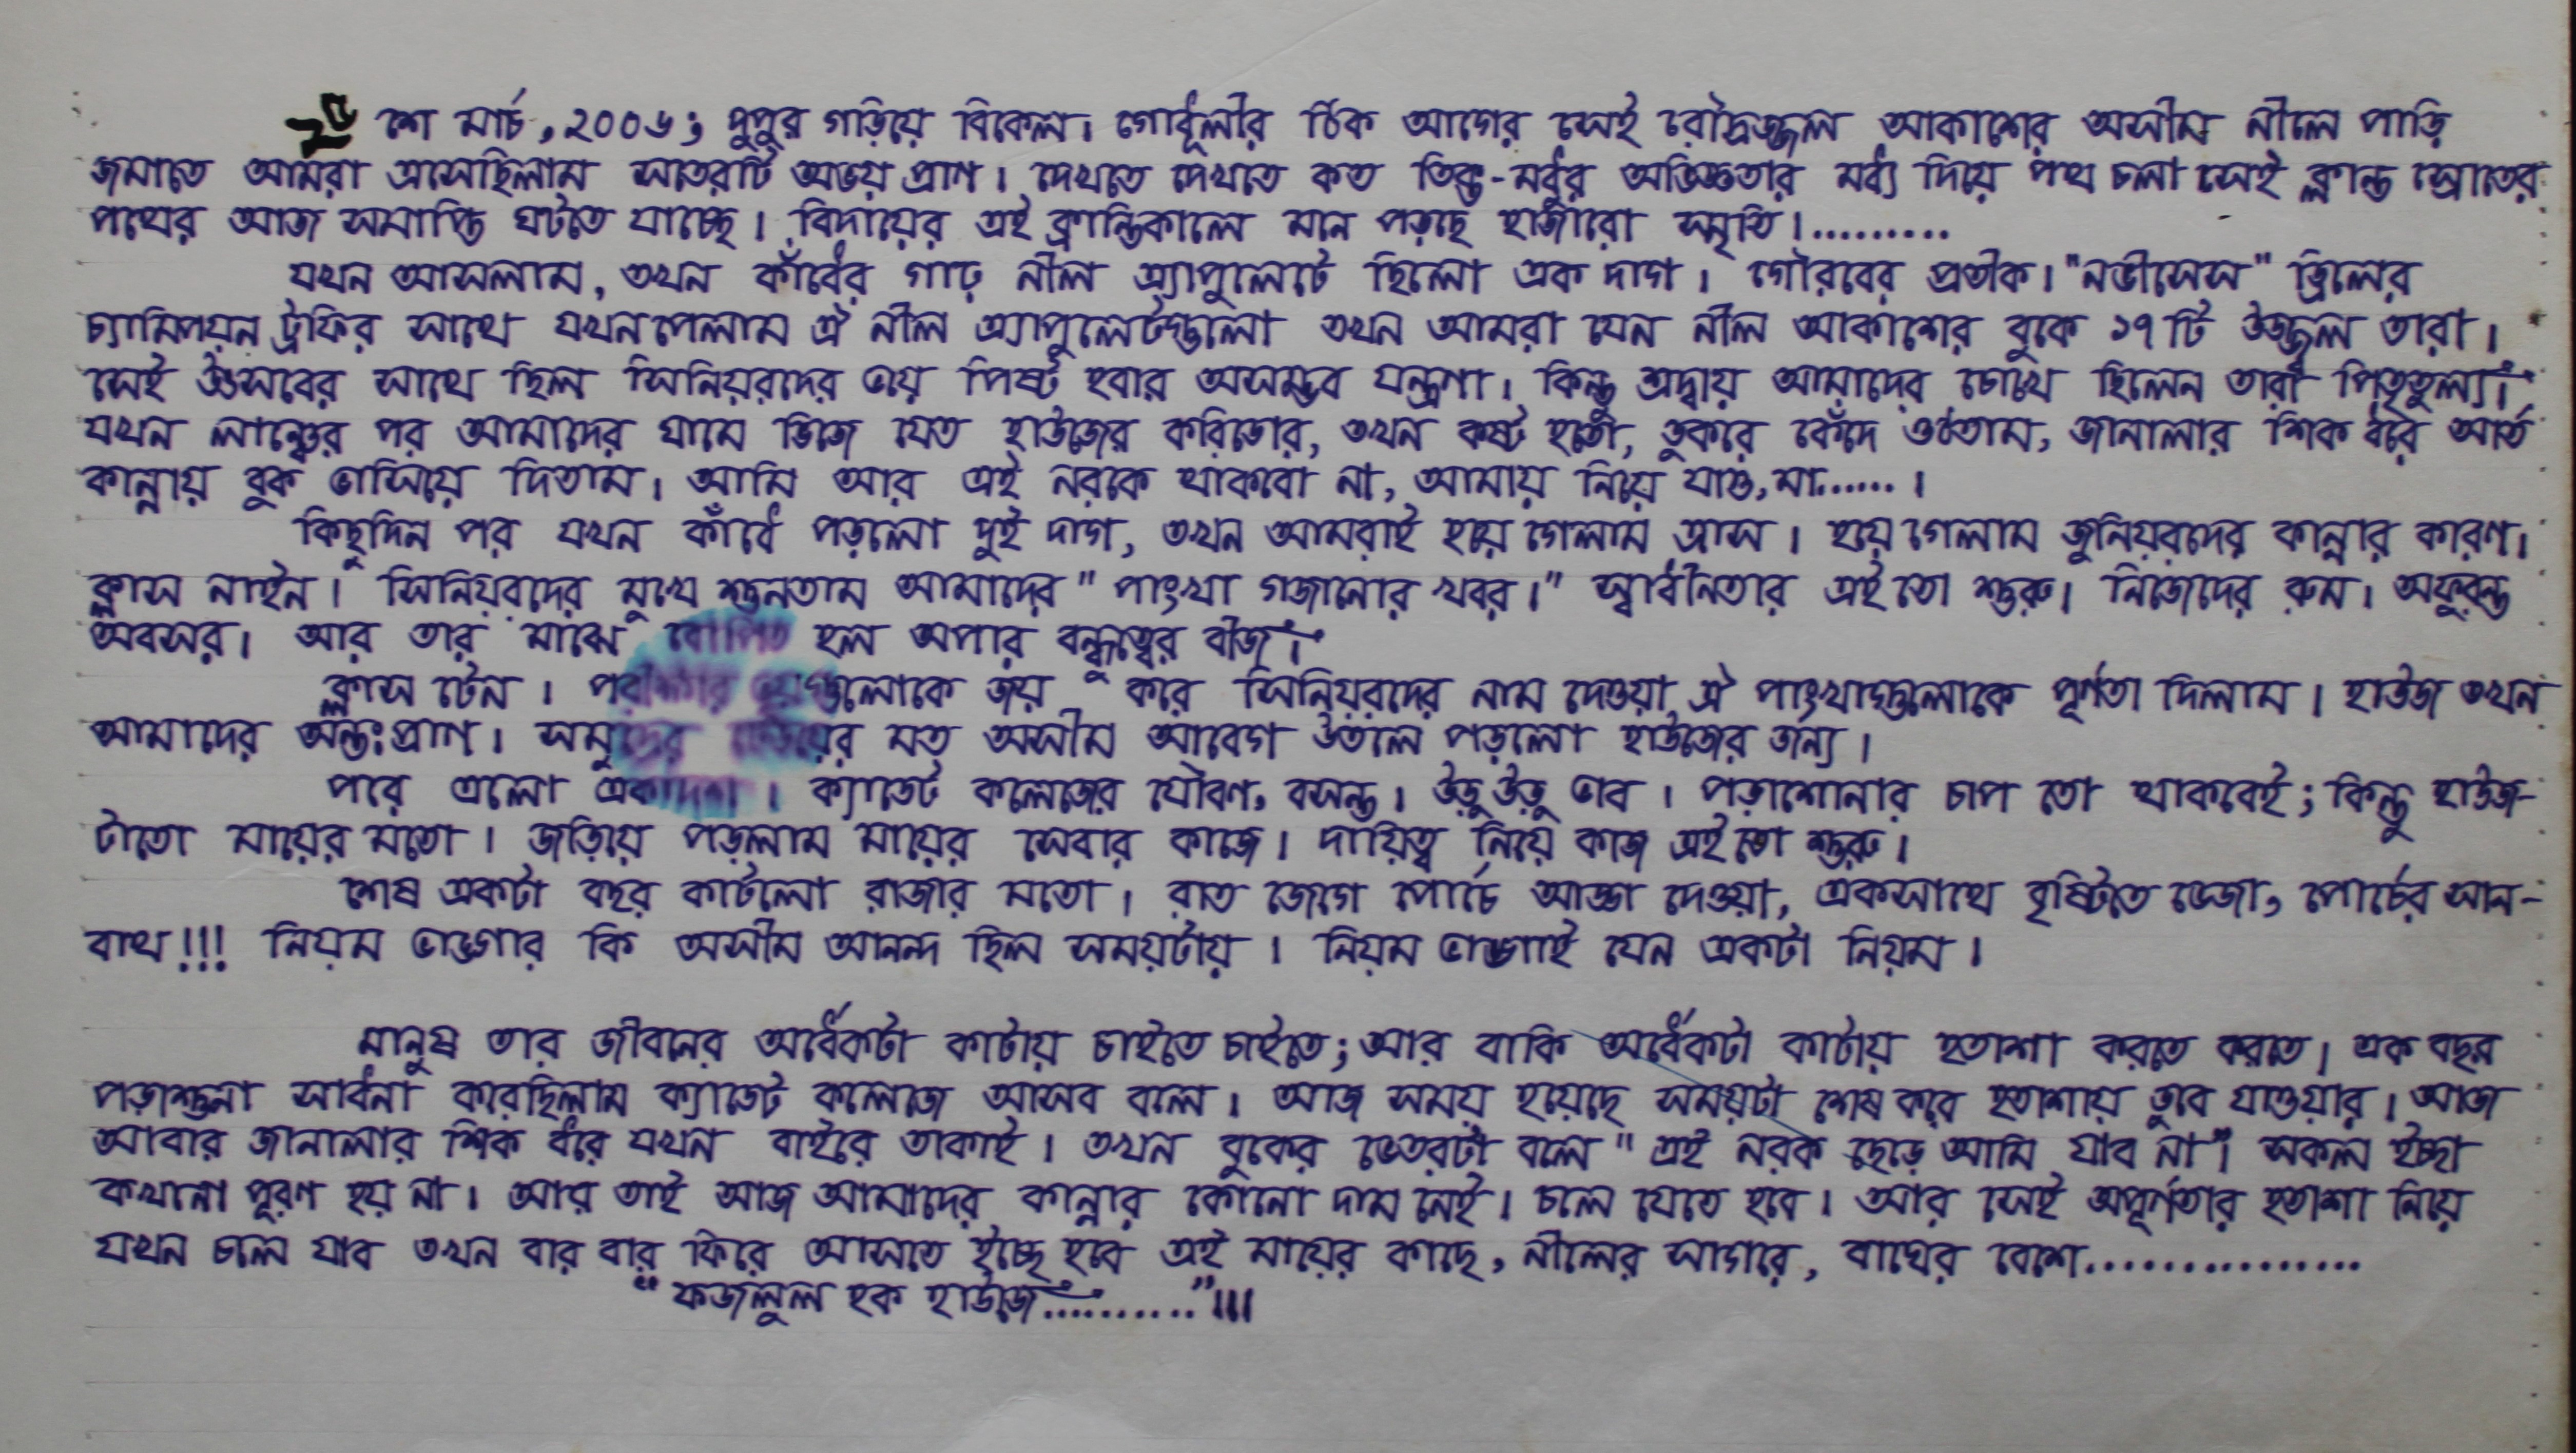 ২৫ শে মার্চ, ২০০৬; দুপুর গড়িয়ে বিকেল। গোধূলীর ঠিক আগের সেই রৌদ্রজ্জল আকাশের অসীম নীলে পাড়ি
জমাতে আমরা এসেছিলাম সতেরটি অভয় প্রাণ। দেখতে দেখতে কত তিক্ত-মধুর অভিজ্ঞতার মধ্য দিয়ে পথ চলা সেই ক্লান্ত স্রোতের
পথের আজ সমাপ্তি ঘটতে যাচ্ছে। বিদায়ের এই ক্রান্তিকালে মনে পড়ছে হাজারো স্মৃতি।.........
যখন আসলাম, তখন কাঁধের গাঢ় নীল এ্যাপুলেটে ছিলো এক দাগ। গৌরবের প্রতীক। "নভীসেস" ড্রিলের
চ্যাম্পিয়ন ট্রফির সাথে যখন পেলাম ঐ নীল এ্যাপুলেটগুলো তখন আমরা যেন নীল আকাশের বুকে ১৭টি উজ্জ্বল তারা।
সেই উৎসবের সাথে ছিল সিনিয়রদের ভয়ে পিষ্ট হবার অসম্ভব যন্ত্রণা। কিন্তু শ্রদ্ধায় আমাদের চোখে ছিলেন তারা পিতৃতুল্য।
যখন লাঞ্চের পর আমাদের ঘামে ভিজে যেত হাউজের করিডোর, তখন কষ্ট হতো, ডুকরে কেঁদে ওঠতাম, জানালার শিক ধরে আর্ত
কান্নায় বুক ভাসিয়ে দিতাম। আমি আর এই নরকে থাকবো না, আমায় নিয়ে যাও, মা......।
কিছুদিন পর যখন কাঁধে পড়লো দুই দাগ, তখন আমরাই হয়ে গেলাম ত্রাস। হয়ে গেলাম জুনিয়রদের কান্নার কারণ।
ক্লাস নাইন। সিনিয়রদের মুখে শুনতাম আমাদের "পাংখা গজানোর খবর।" স্বাধীনতার এই তো শুরু। নিজেদের রুম। অফুরন্ত
অবসর। আর তার মাঝে রোপিত হল অপার বন্ধুত্বের বীজ।
ক্লাস টেন। পরীক্ষার ভয়গুলোকে জয় করে সিনিয়রদের নাম দেওয়া ঐ পাংখাগুলোকে পূর্ণতা দিলাম। হাউজ তখন
আমাদের অন্তঃপ্রাণ। সমুদ্রের ঢেউয়ের মত অসীম আবেগ উতলে পড়লো হাউজের জন্য।
পরে এলো একাদশ। ক্যাডেট কলেজের যৌবণ, বসন্ত। উড়ু উড়ু ভাব। পড়াশোনার চাপ তো থাকবেই; কিন্তু হাউজ-
টাতো মায়ের মতো। জড়িয়ে পড়লাম মায়ের সেবার কাজে। দায়িত্ব নিয়ে কাজ এই তো শুরু।
শেষ একটা বছর কাটলো রাজার মতো। রাত জেগে পোর্চে আড্ডা দেওয়া, একসাথে বৃষ্টিতে ভেজা, পোর্চের সান-
বাথ!!! নিয়ম ভাঙ্গার কি অসীম আনন্দ ছিল সময়টায়। নিয়ম ভাঙ্গাই যেন একটা নিয়ম।
মানুষ তার জীবনের অর্ধেকটা কাটায় চাইতে চাইতে; আর বাকি অর্ধেকটা কাটায় হতাশা করতে করতে। এক বছর
পড়াশুনা সাধনা করেছিলাম ক্যাডেট কলেজে আসব বলে। আজ সময় হয়েছে সময়টা শেষ করে হতাশায় ডুবে যাওয়ার। আজ
আবার জানালার শিক ধরে যখন বাইরে তাকাই। তখন বুকের ভেতরটা বলে "এই নরক ছেড়ে আমি যাব না"। সকল ইচ্ছা
কখনো পূরণ হয় না। আর তাই আজ আমাদের কান্নার কোনো দাম নেই। চলে যেতে হবে। আর সেই অপূর্ণতার হতাশা নিয়ে
যখন চলে যাব তখন বার বার ফিরে আসতে ইচ্ছে হবে এই মায়ের কাছে, নীলের সাগরে, বাঘের বেশে................
"ফজলুল হক হাউজে..........."!!!